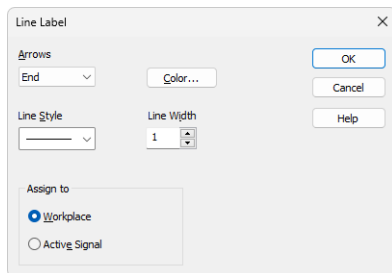 Line Label
Arrows
End
Color...
OK
Cancel
Help
Line Style
Line Width
1
Assign to
Workplace
Active Signal